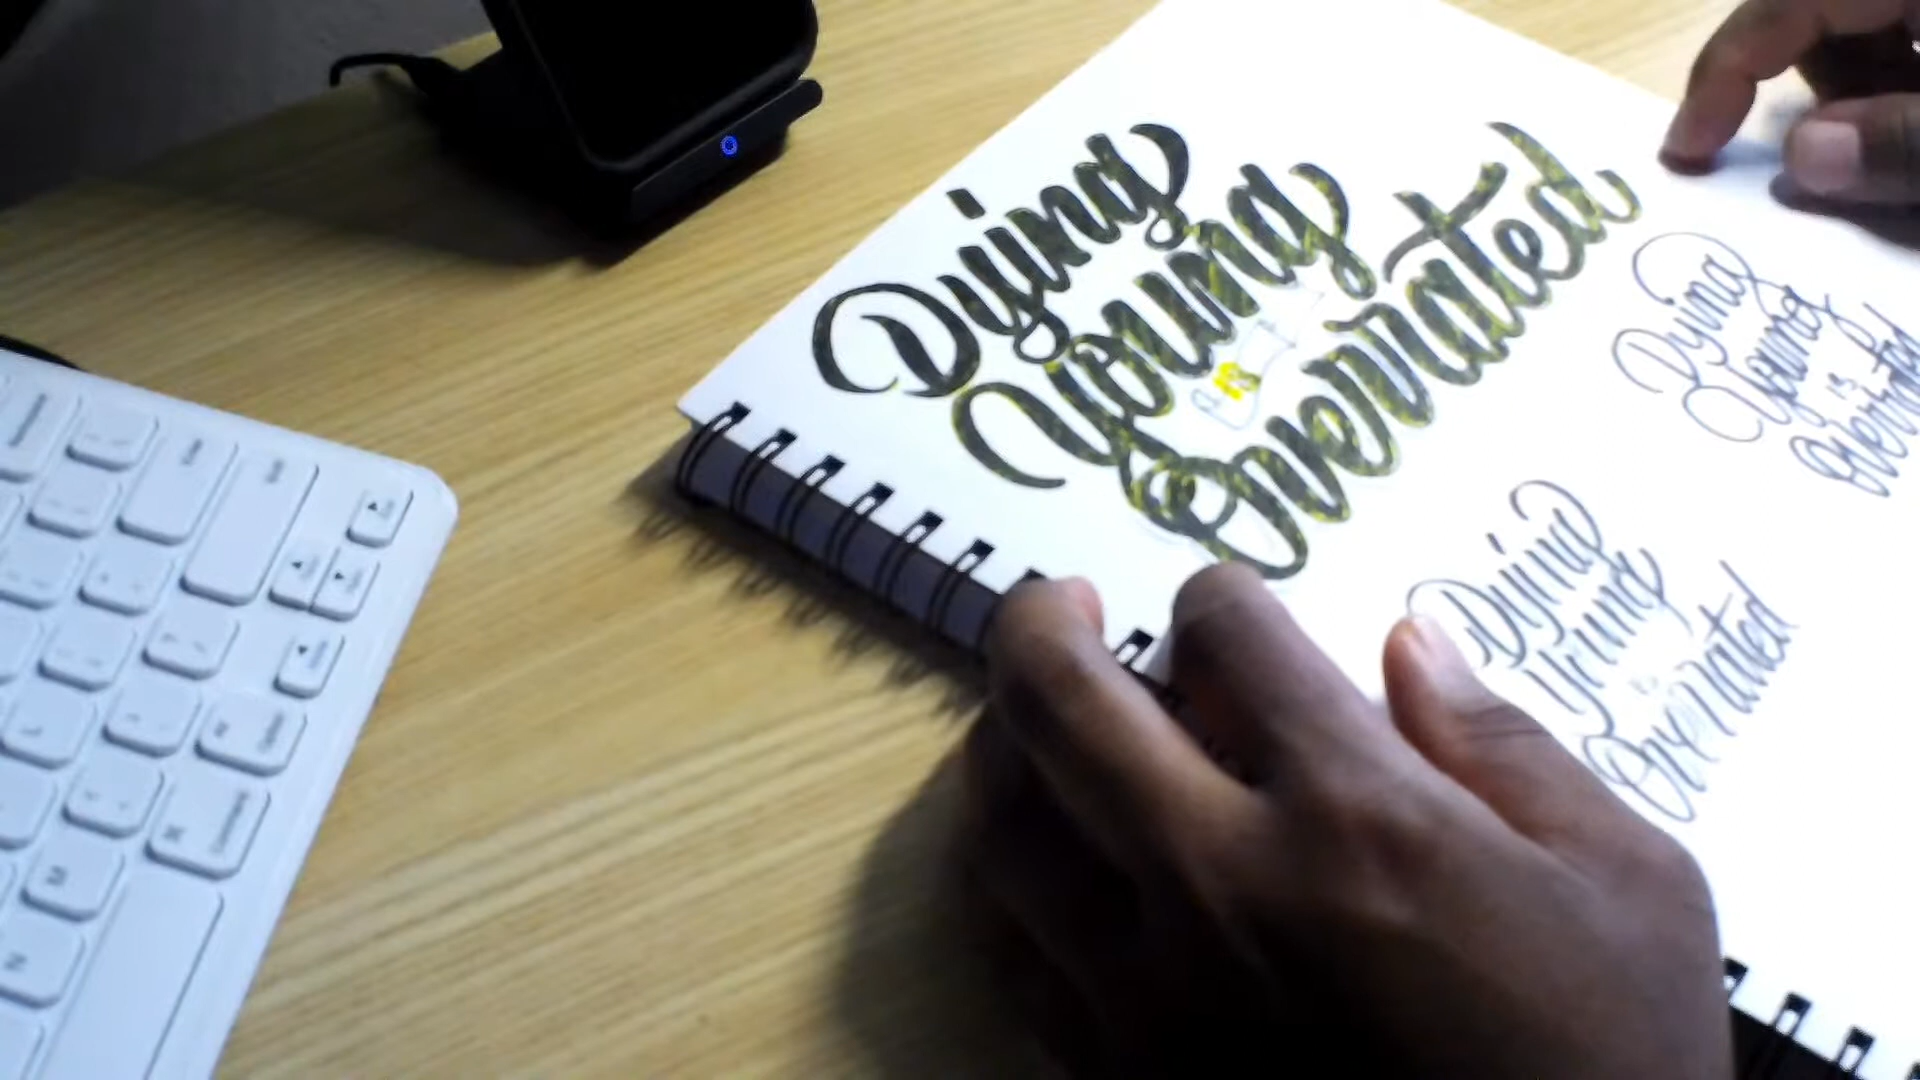 Dying
Young
is
Overrated
Dying
Young
is
Overrated
Dying
Young
is
Overrated
M
N